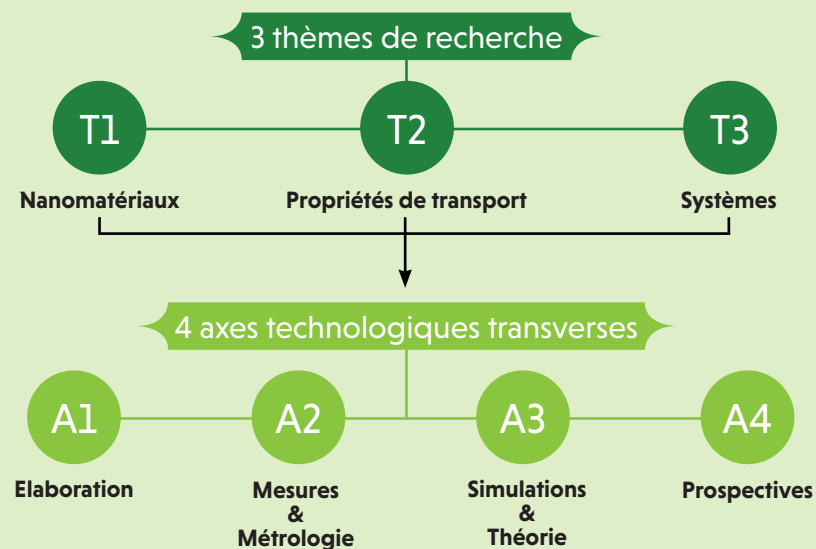 3 thèmes de recherche
T1
T2
T3
Nanomatériaux
Propriétés de transport
Systèmes
4 axes technologiques transverses
A1
A2
A3
A4
Elaboration
Mesures
&
Métrologie
Simulations
&
Théorie
Prospectives